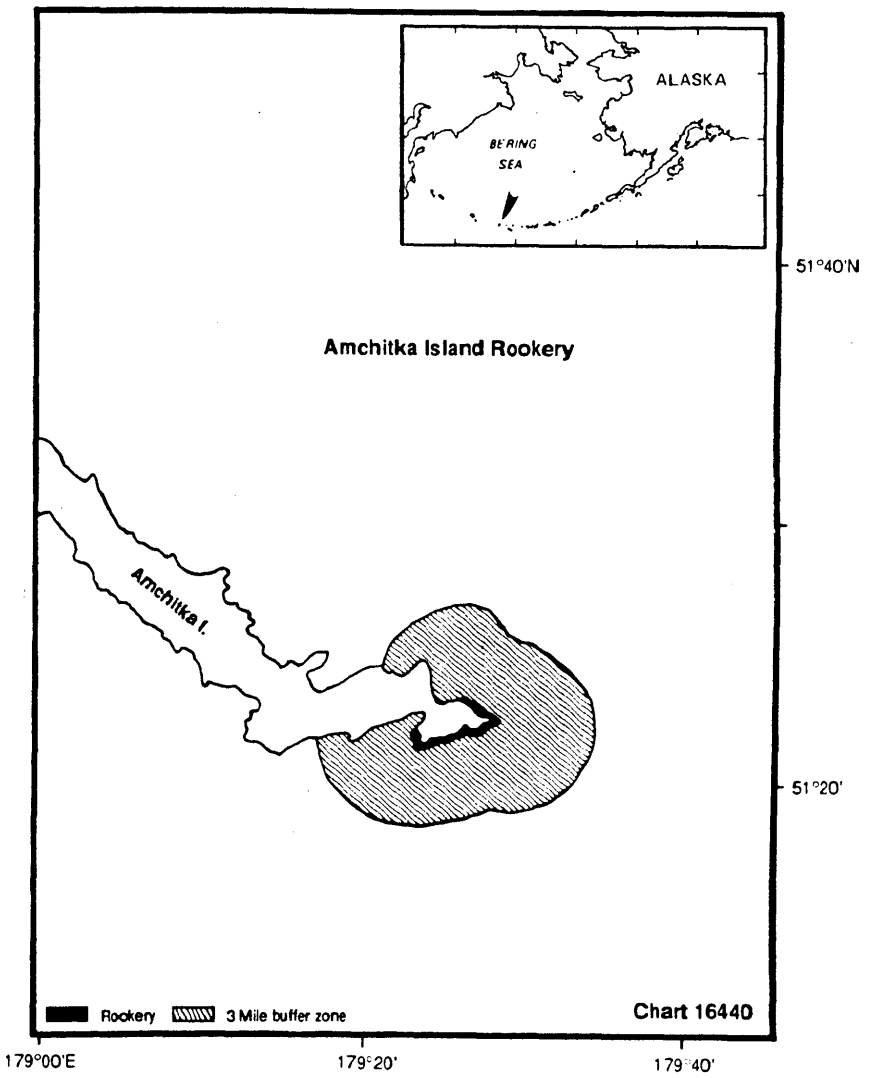 ALASKA
BERING
SEA
51°40'N
Amchitka Island Rookery
Amchitka I.
51°20'
Rookery
3 Mile buffer zone
Chart 16440
179°00'E
179°20'
179°40'